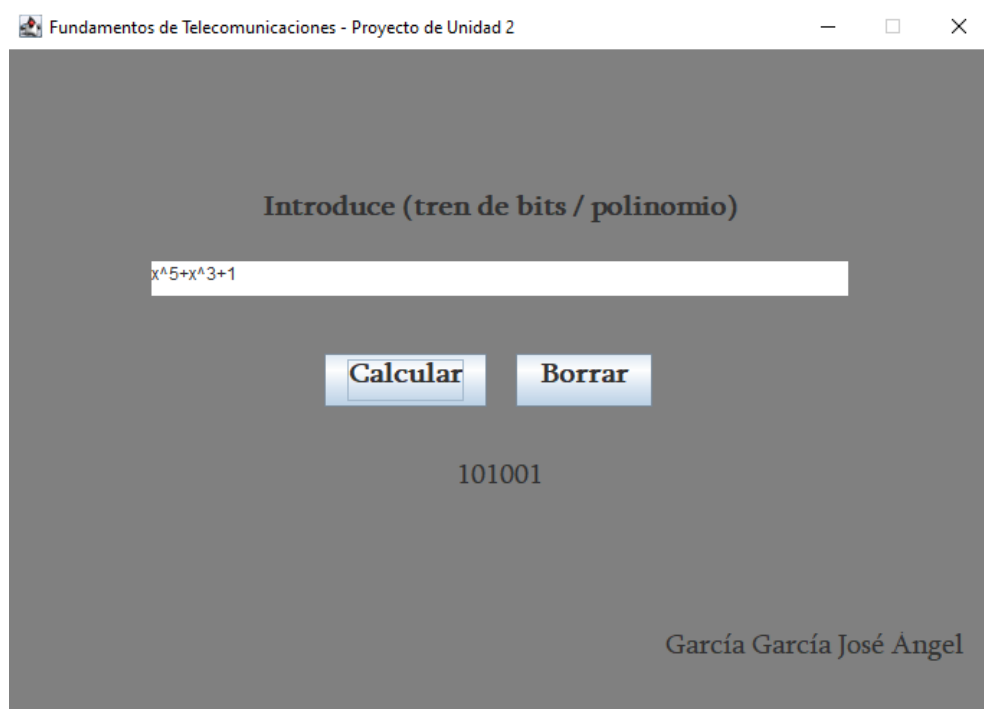 Fundamentos de Telecomunicaciones - Proyecto de Unidad 2
Introduce (tren de bits / polinomio)
x^5+x^3+1
Calcular Borrar
101001
García García José Ángel